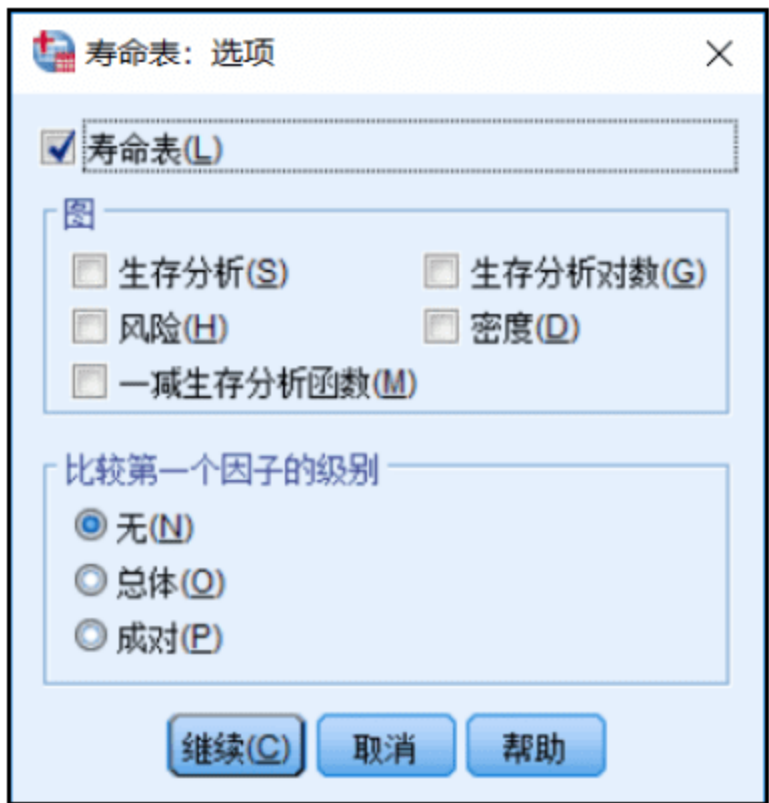 寿命表：选项
寿命表(L)
图
生存分析(S) 生存分析对数(G)
风险(H) 密度(D)
一减生存分析函数(M)
比较第一个因子的级别
无(N)
总体(O)
成对(P)
继续(C) 取消 帮助